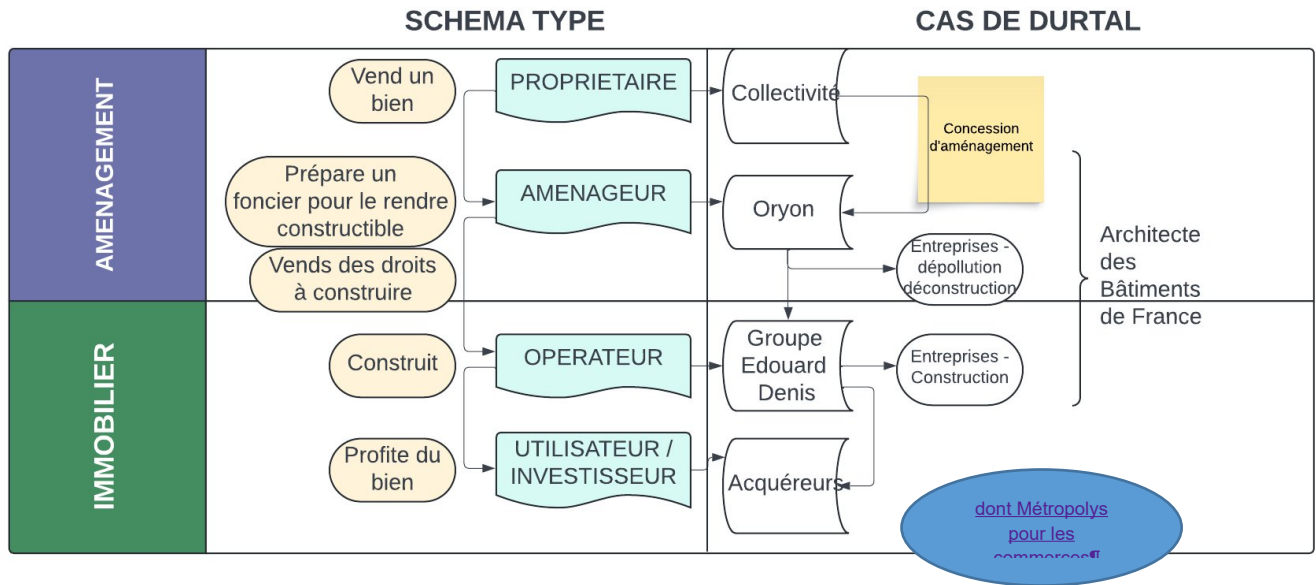 SCHEMA TYPE
CAS DE DURTAL
AMENAGEMENT
Vend un
bien
PROPRIETAIRE
Collectivité
Concession
d'aménagement
Prépare un
foncier pour le rendre
constructible
AMENAGEUR
Oryon
Vends des droits
à construire
Entreprises -
dépollution
déconstruction
Architecte
des
Bâtiments
de France
IMMOBILIER
Construit
OPERATEUR
Groupe
Edouard
Denis
Entreprises -
Construction
Profite du
bien
UTILISATEUR /
INVESTISSEUR
Acquéreurs
dont Métropolys
pour les
commerces¶